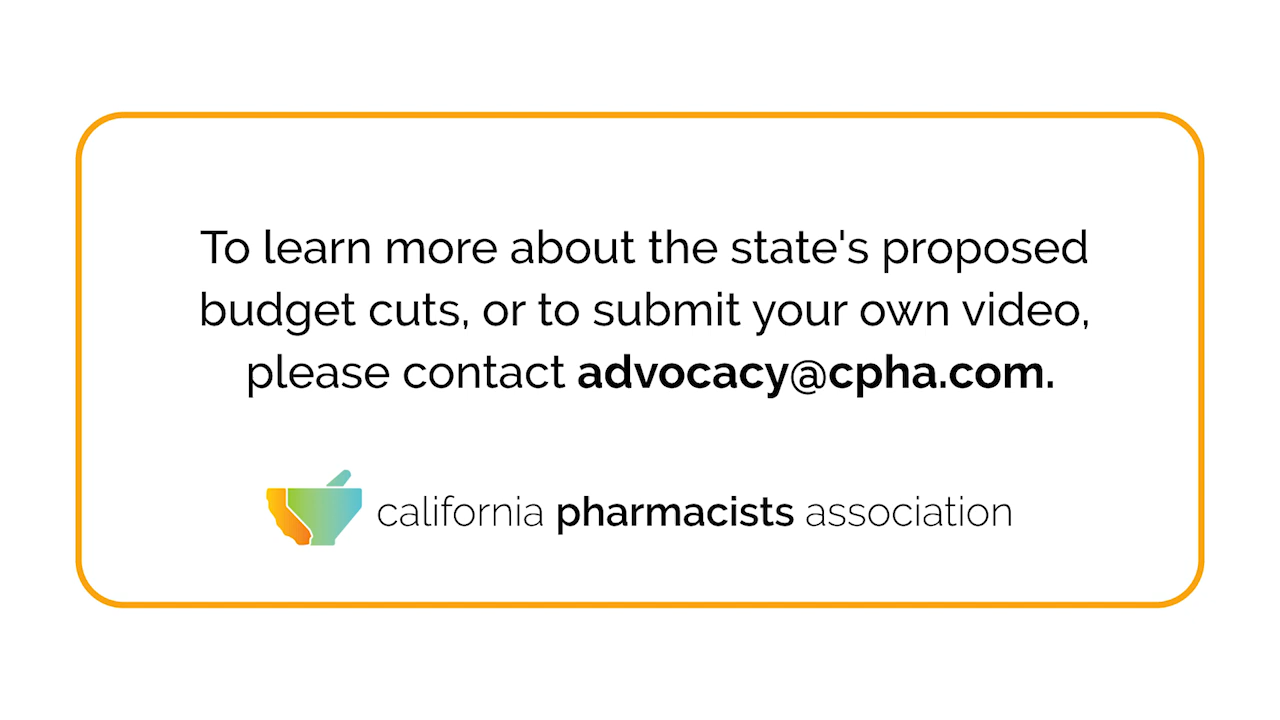 To learn more about the state's proposed
budget cuts, or to submit your own video,
please contact advocacy@cpha.com.
california pharmacists association